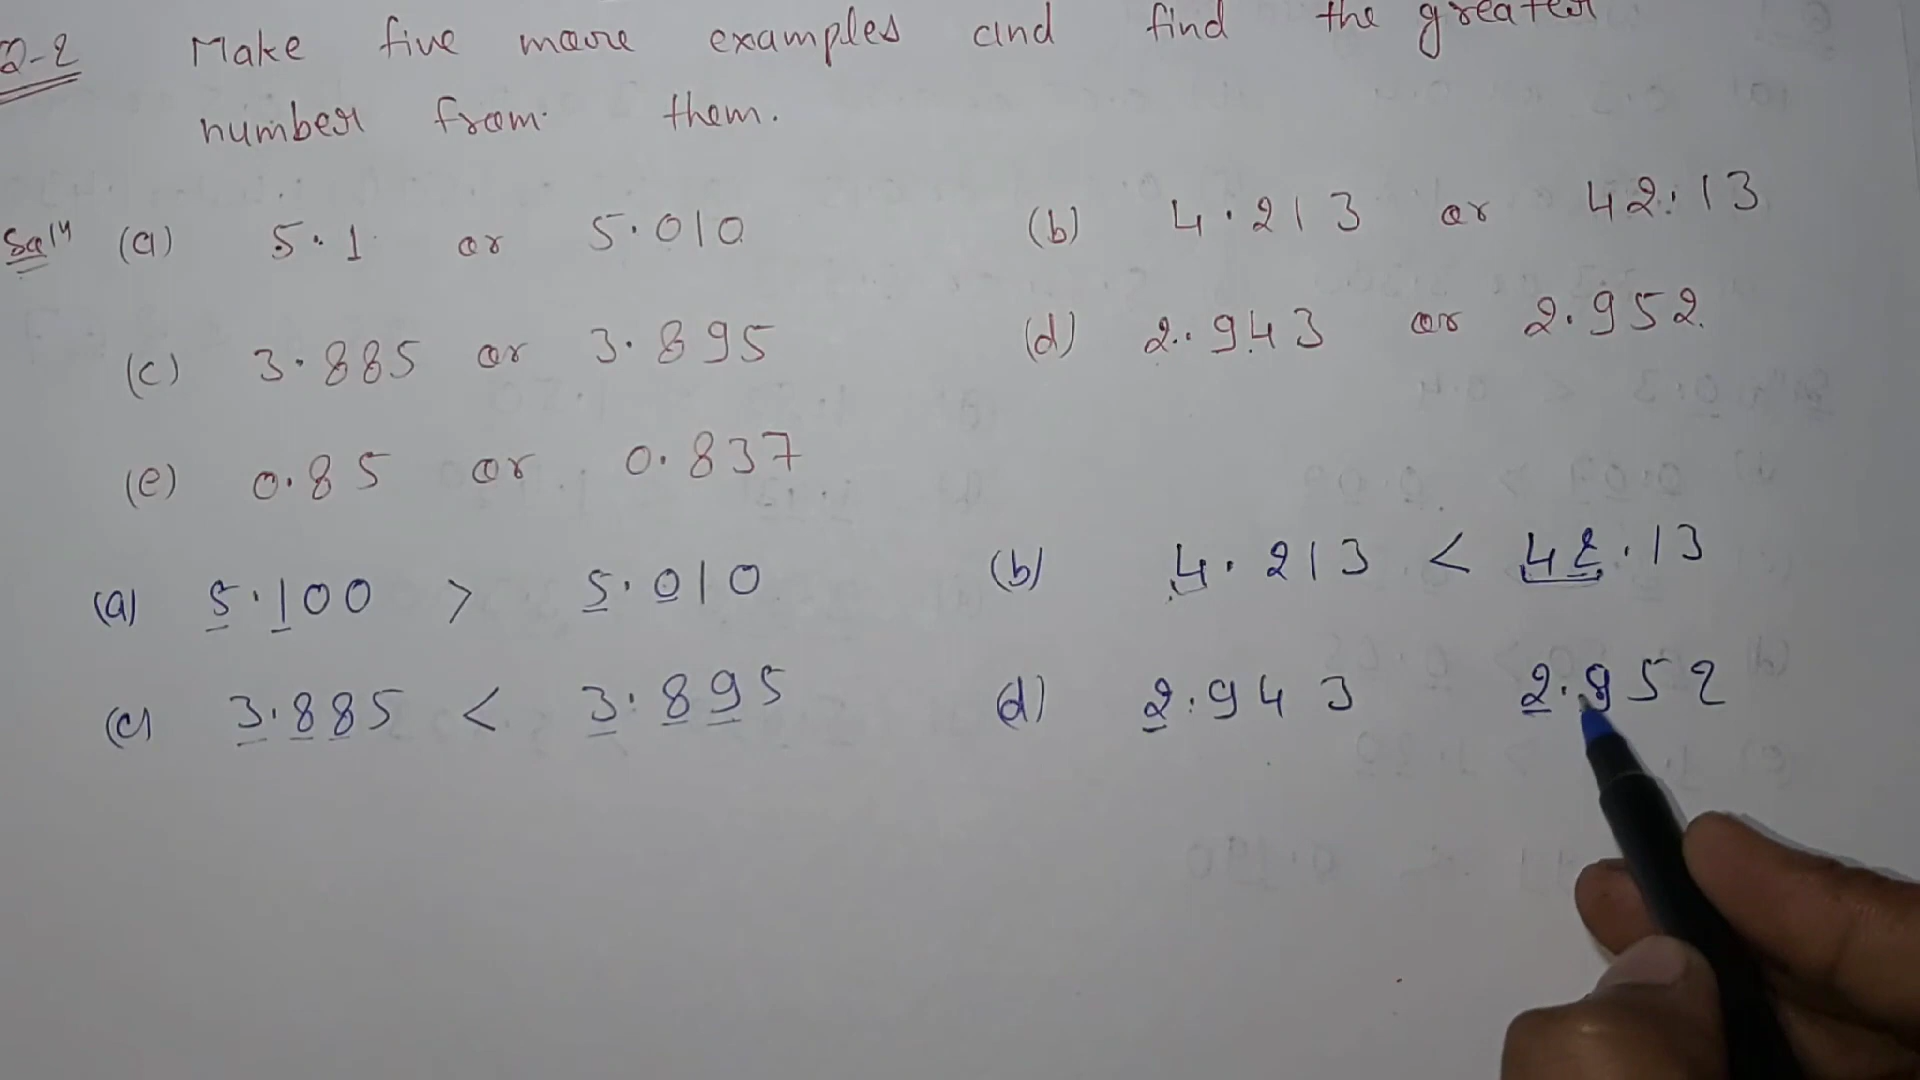 Q-2 Make five more examples and find the greater
number from them.
Solⁿ (a) 5.1 or 5.010 (b) 4.213 or 42.13
(c) 3.885 or 3.895 (d) 2.943 or 2.952
(e) 0.85 or 0.837
(a) 5.100 > 5.010 (b) 4.213 < 42.13
(c) 3.885 < 3.895 (d) 2.943 2.952